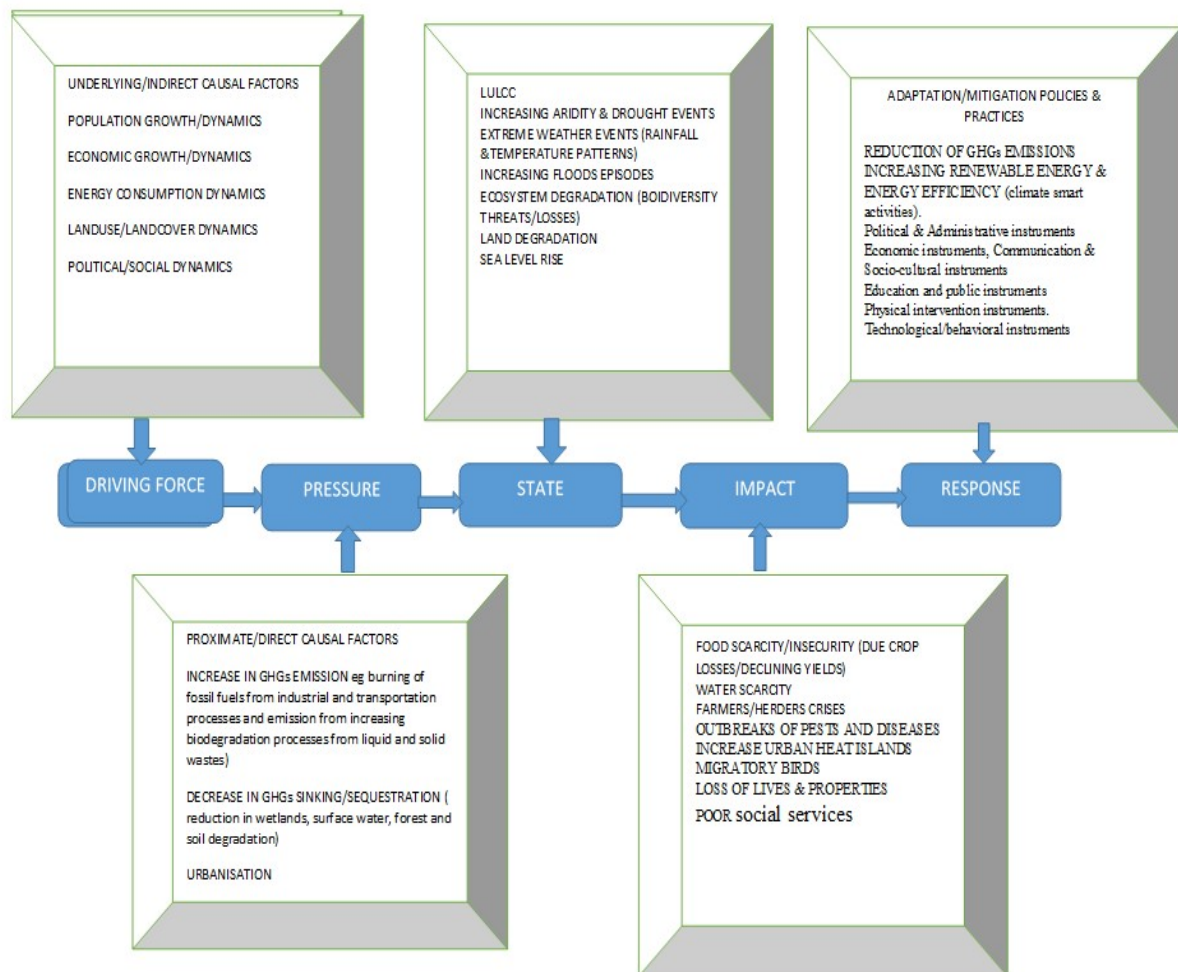 UNDERLYING/INDIRECT CAUSAL FACTORS
POPULATION GROWTH/DYNAMICS
ECONOMIC GROWTH/DYNAMICS
ENERGY CONSUMPTION DYNAMICS
LANDUSE/LANDCOVER DYNAMICS
POLITICAL/SOCIAL DYNAMICS
LULCC
INCREASING ARIDITY & DROUGHT EVENTS
EXTREME WEATHER EVENTS (RAINFALL
&TEMPERATURE PATTERNS)
INCREASING FLOODS EPISODES
ECOSYSTEM DEGRADATION (BOIDIVERSITY
THREATS/LOSSES)
LAND DEGRADATION
SEA LEVEL RISE
ADAPTATION/MITIGATION POLICIES &
PRACTICES
REDUCTION OF GHGs EMISSIONS
INCREASING RENEWABLE ENERGY &
ENERGY EFFICIENCY (climate smart
activities).
Political & Administrative instruments
Economic instruments, Communication &
Socio-cultural instruments
Education and public instruments
Physical intervention instruments.
Technological/behavioral instruments
DRIVING FORCE
PRESSURE
STATE
IMPACT
RESPONSE
PROXIMATE/DIRECT CAUSAL FACTORS
INCREASE IN GHGs EMISSION eg burning of
fossil fuels from industrial and transportation
processes and emission from increasing
biodegradation processes from liquid and solid
wastes)
DECREASE IN GHGs SINKING/SEQUESTRATION (
reduction in wetlands, surface water, forest and
soil degradation)
URBANISATION
FOOD SCARCITY/INSECURITY (DUE CROP
LOSSES/DECLINING YIELDS)
WATER SCARCITY
FARMERS/HERDERS CRISES
OUTBREAKS OF PESTS AND DISEASES
INCREASE URBAN HEAT ISLANDS
MIGRATORY BIRDS
LOSS OF LIVES & PROPERTIES
POOR social services